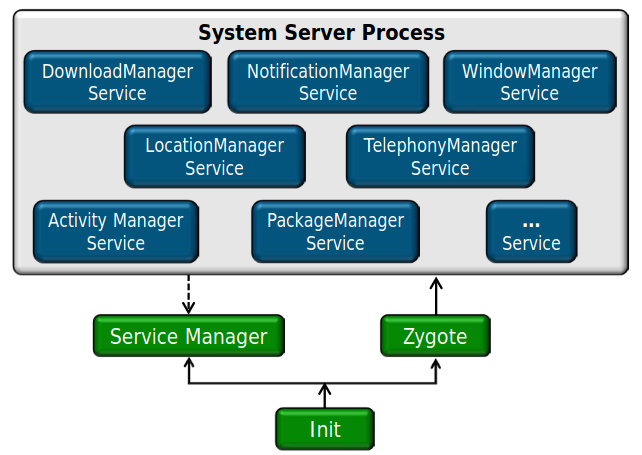 System Server Process
DownloadManager
Service
NotificationManager
Service
WindowManager
Service
LocationManager
Service
TelephonyManager
Service
Activity Manager
Service
PackageManager
Service
...
Service
Service Manager
Zygote
Init